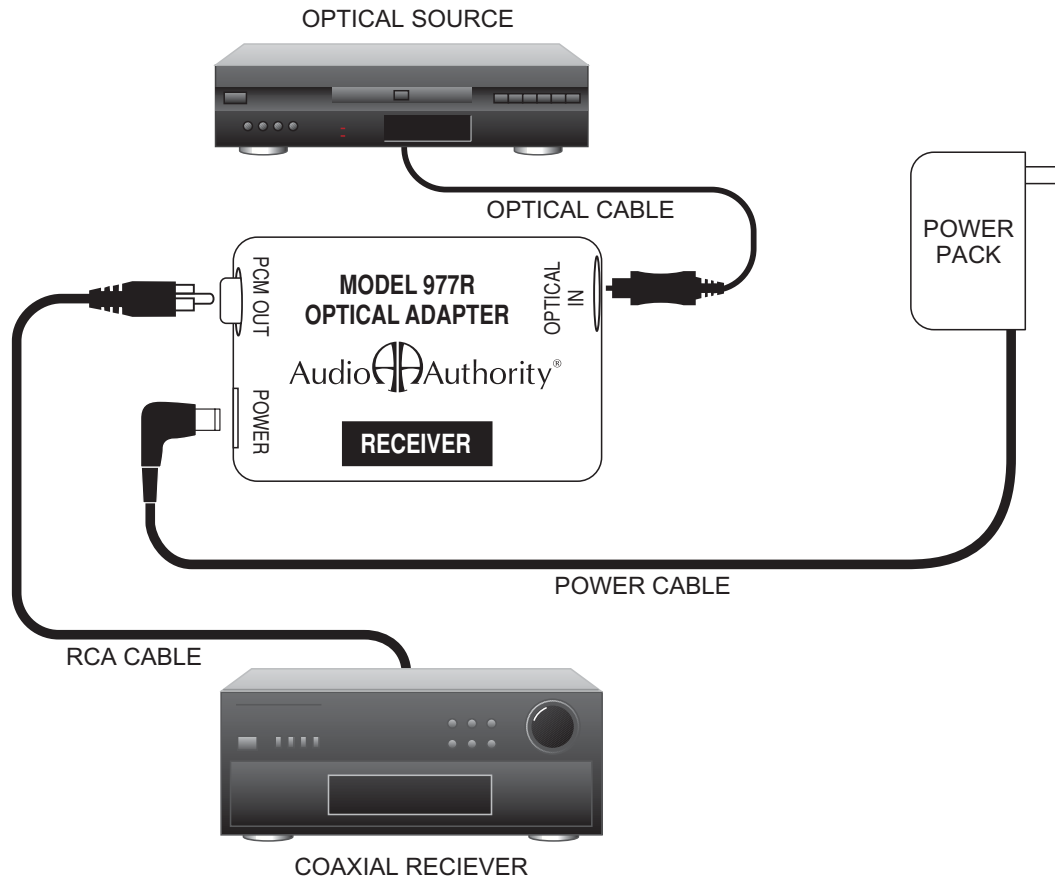 OPTICAL SOURCE
OPTICAL CABLE
POWER
PACK
PCM OUT
MODEL 977R
OPTICAL ADAPTER
OPTICAL
IN
Audio Authority®
POWER
RECEIVER
POWER CABLE
RCA CABLE
COAXIAL RECIEVER